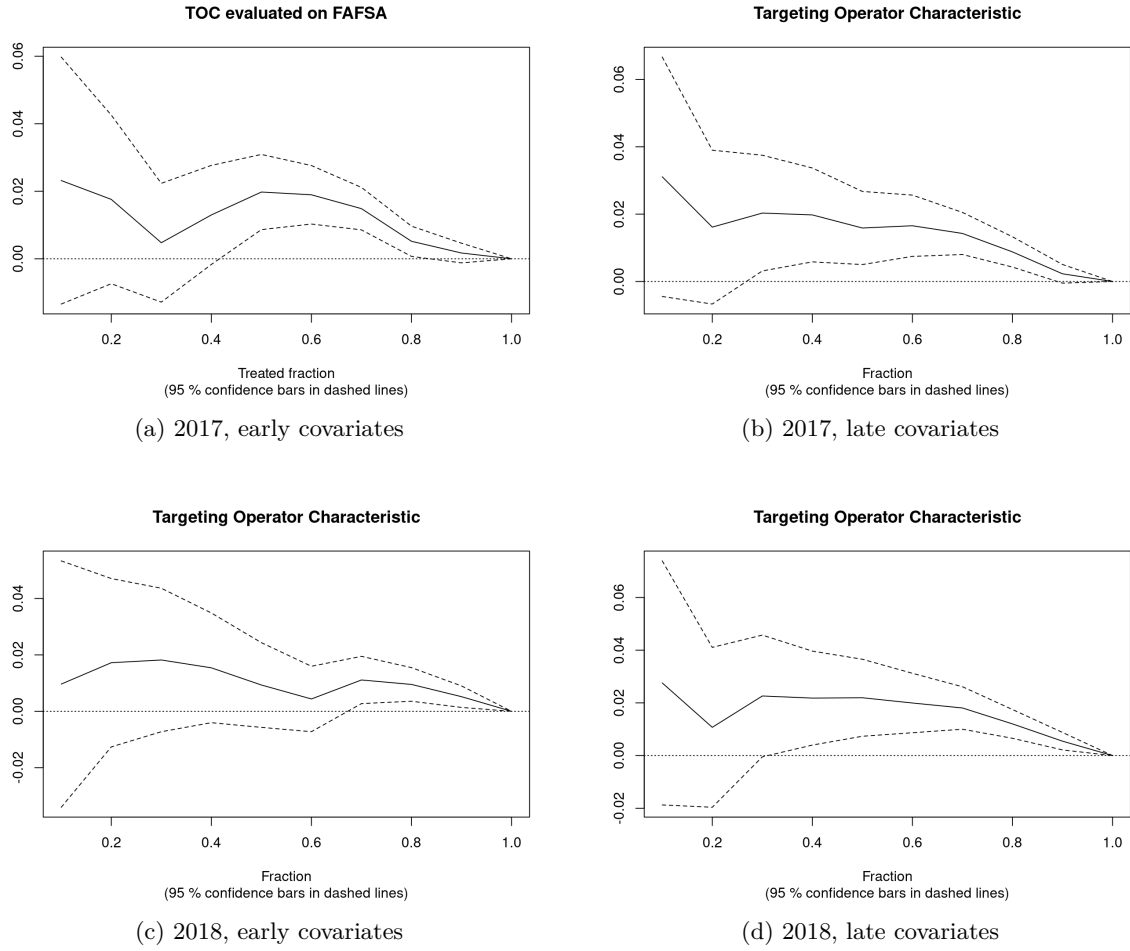 TOC evaluated on FAFSA
0.06
0.04
0.02
0.00
0.2 0.4 0.6 0.8 1.0
Treated fraction
(95 % confidence bars in dashed lines)
(a) 2017, early covariates
Targeting Operator Characteristic
0.06
0.04
0.02
0.00
0.2 0.4 0.6 0.8 1.0
Fraction
(95 % confidence bars in dashed lines)
(b) 2017, late covariates
Targeting Operator Characteristic
0.04
0.02
0.00
-0.02
0.2 0.4 0.6 0.8 1.0
Fraction
(95 % confidence bars in dashed lines)
(c) 2018, early covariates
Targeting Operator Characteristic
0.06
0.04
0.02
0.00
-0.02
0.2 0.4 0.6 0.8 1.0
Fraction
(95 % confidence bars in dashed lines)
(d) 2018, late covariates